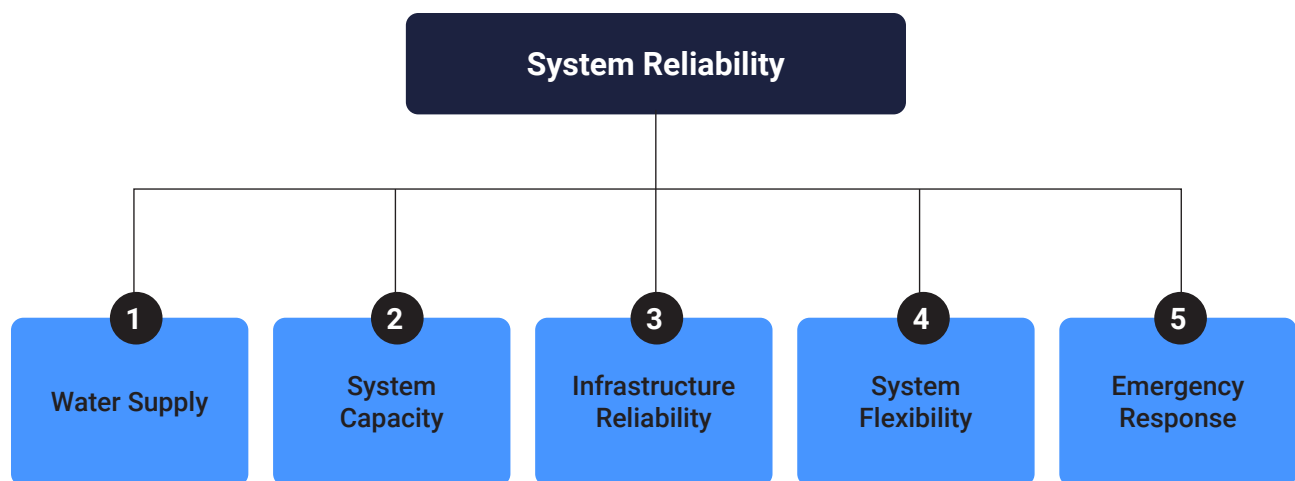 System Reliability
1
2
3
4
5
Water Supply
System
Capacity
Infrastructure
Reliability
System
Flexibility
Emergency
Response